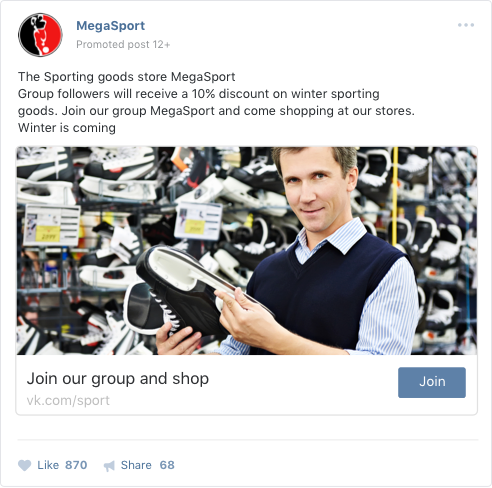 MegaSport
Promoted post 12+
The Sporting goods store MegaSport
Group followers will receive a 10% discount on winter sporting
goods. Join our group MegaSport and come shopping at our stores.
Winter is coming
Join our group and shop
vk.com/sport
Join
Like 870 Share 68